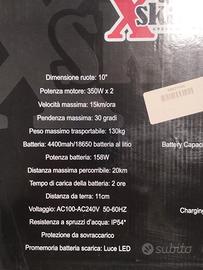 X
Dimensione ruote: 10"
Potenza motore: 350W x 2
Velocità massima: 15km/ora
Pendenza massima: 30 gradi
Peso massimo trasportabile: 130kg
Batteria: 4400mah/18650 batteria al litio
Battery Capac
Potenza batteria: 158W
Distanza massima percorribile: 20km
Tempo di carica della batteria: 2 ore
Distanza da terra: 11cm
Voltaggio: AC100-AC240V 50-60HZ
Charging
Resistenza a spruzzi d'acqua: IP54*
Protezione da sovraccarico
Promemoria batteria scarica: Luce LED
subito